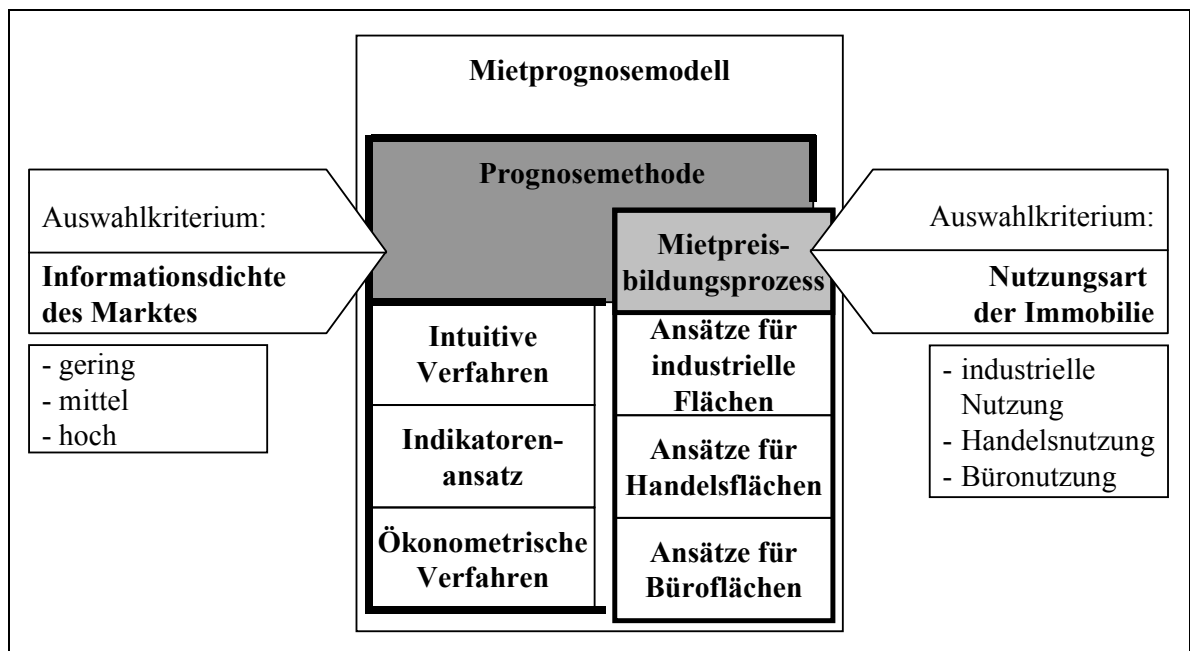 Mietprognosemodell
Prognosemethode
Auswahlkriterium:
Informationsdichte
des Marktes
- gering
- mittel
- hoch
Intuitive
Verfahren
Indikatoren-
ansatz
Ökonometrische
Verfahren
Mietpreis-
bildungsprozess
Ansätze für
industrielle
Flächen
Ansätze für
Handelsflächen
Ansätze für
Büroflächen
Auswahlkriterium:
Nutzungsart
der Immobilie
- industrielle
Nutzung
- Handelsnutzung
- Büronutzung